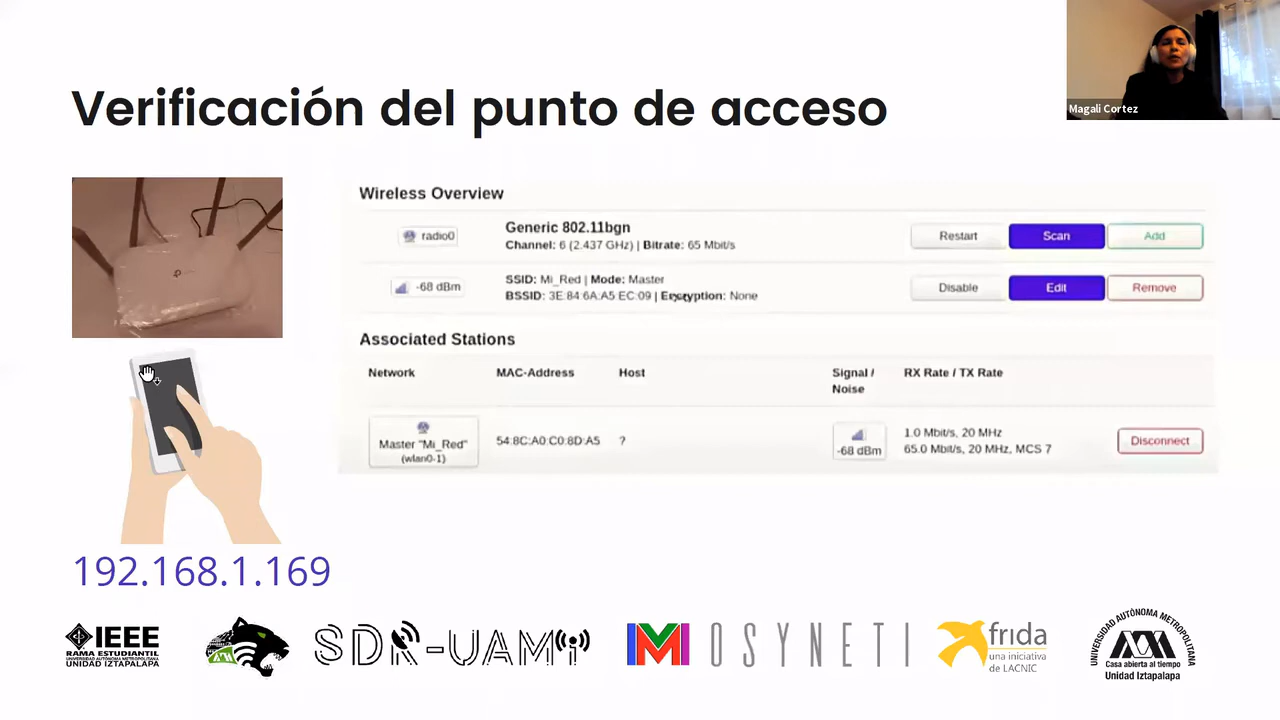 Verificación del punto de acceso
Magali Cortez
Wireless Overview
radio0
Generic 802.11bgn
Channel: 6 (2.437 GHz) | Bitrate: 65 Mbit/s
Restart
Scan
Add
-68 dBm
SSID: Mi_Red | Mode: Master
BSSID: 3E:84:6A:A5:EC:09 | Encryption: None
Disable
Edit
Remove
Associated Stations
Network
MAC-Address
Host
Signal /
Noise
RX Rate / TX Rate
Master "Mi_Red"
(wlan0-1)
54:8C:A0:C0:8D:A5
?
-68 dBm
1.0 Mbit/s, 20 MHz
65.0 Mbit/s, 20 MHz, MCS 7
Disconnect
192.168.1.169
IEEE
RAMA ESTUDIANTIL
UNIVERSIDAD AUTÓNOMA METROPOLITANA
UNIDAD IZTAPALAPA
SDR-UAMI
OSYNETI
frida
una iniciativa
de LACNIC
UNIVERSIDAD AUTÓNOMA METROPOLITANA
Casa abierta al tiempo
Unidad Iztapalapa